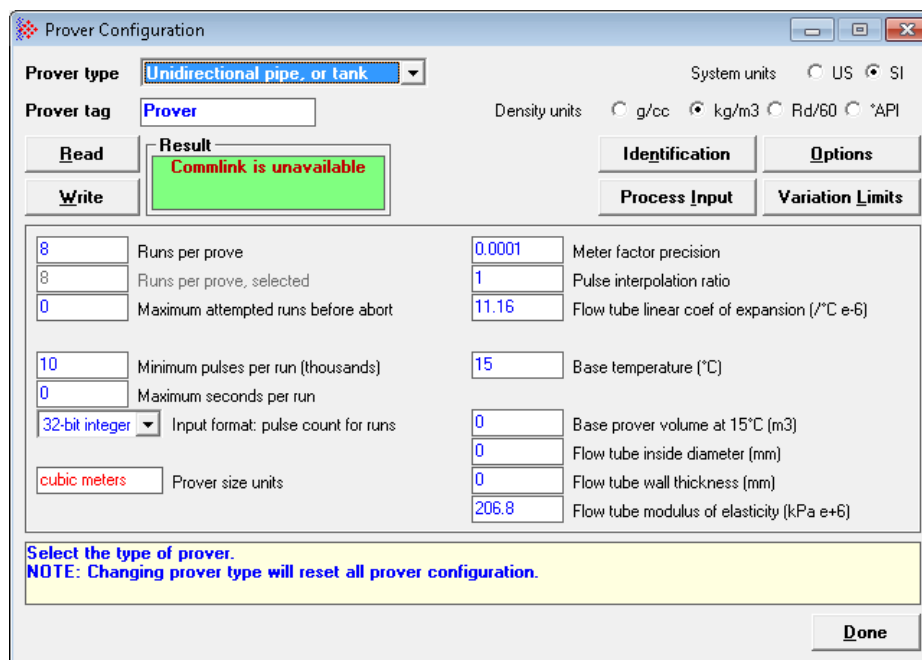 Prover Configuration
Prover type Unidirectional pipe, or tank System units US SI
Prover tag Prover Density units g/cc kg/m3 Rd/60 °API
Read Result Identification Options
Commlink is unavailable
Write Process Input Variation Limits
8 Runs per prove 0.0001 Meter factor precision
8 Runs per prove, selected 1 Pulse interpolation ratio
0 Maximum attempted runs before abort 11.16 Flow tube linear coef of expansion (/°C e-6)
10 Minimum pulses per run (thousands) 15 Base temperature (°C)
0 Maximum seconds per run
32-bit integer Input format: pulse count for runs 0 Base prover volume at 15°C (m3)
0 Flow tube inside diameter (mm)
cubic meters Prover size units 0 Flow tube wall thickness (mm)
206.8 Flow tube modulus of elasticity (kPa e+6)
Select the type of prover.
NOTE: Changing prover type will reset all prover configuration.
Done